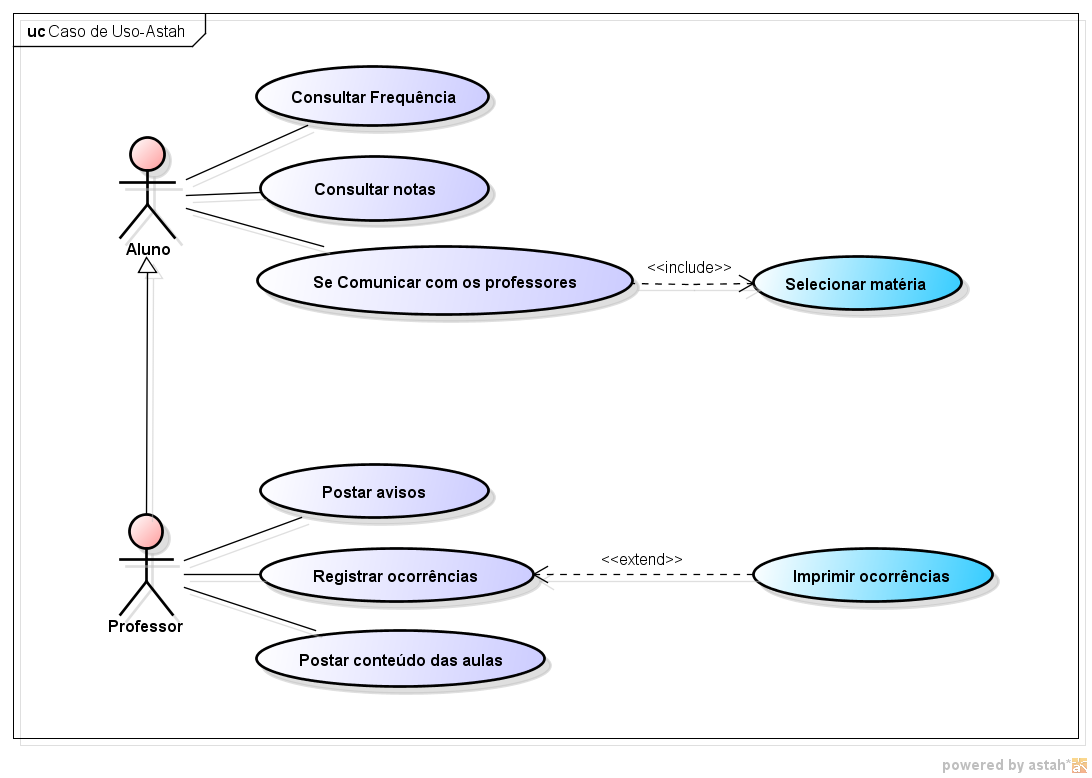 uc Caso de Uso-Astah
Consultar Frequência
Consultar notas
Aluno
Se Comunicar com os professores
<<include>>
Selecionar matéria
Postar avisos
Registrar ocorrências
<<extend>>
Imprimir ocorrências
Professor
Postar conteúdo das aulas
powered by astah*